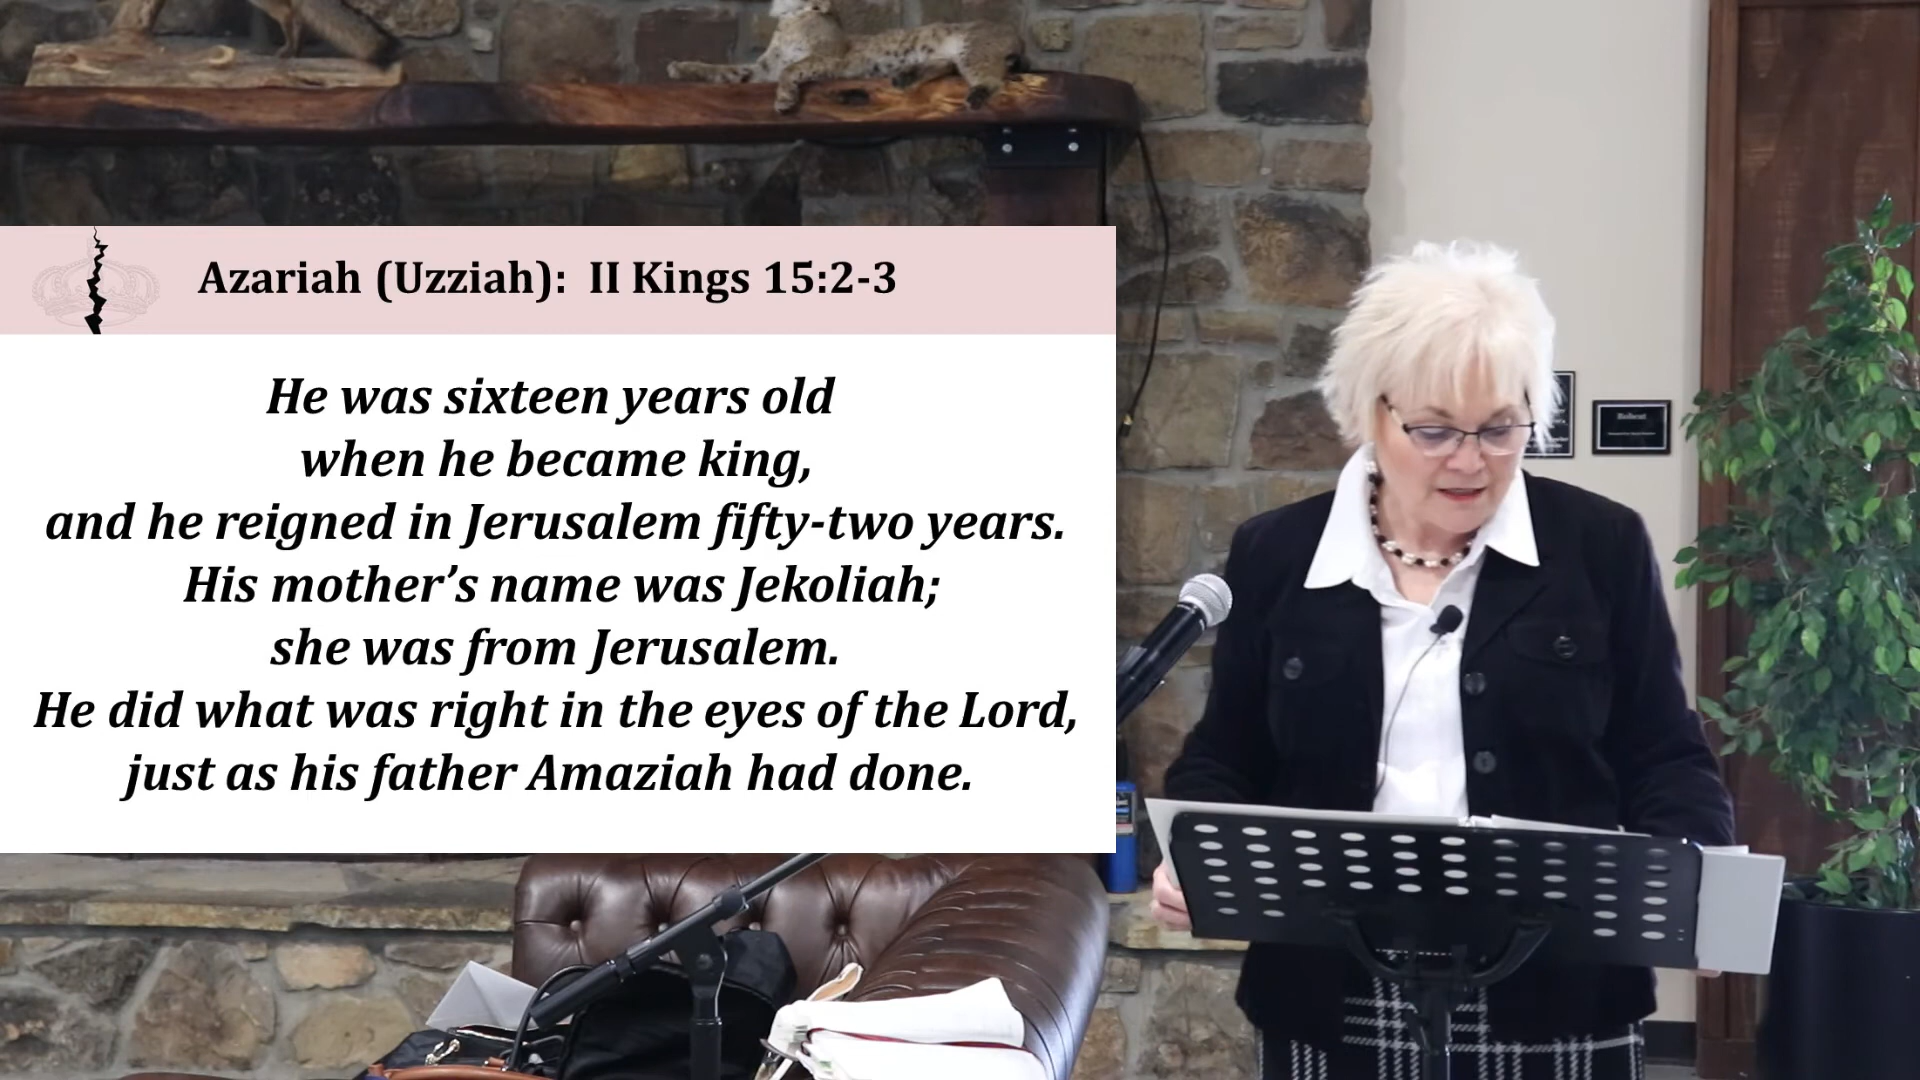 Azariah (Uzziah): II Kings 15:2-3
He was sixteen years old
when he became king,
and he reigned in Jerusalem fifty-two years.
His mother’s name was Jekoliah;
she was from Jerusalem.
He did what was right in the eyes of the Lord,
just as his father Amaziah had done.
Bobcat